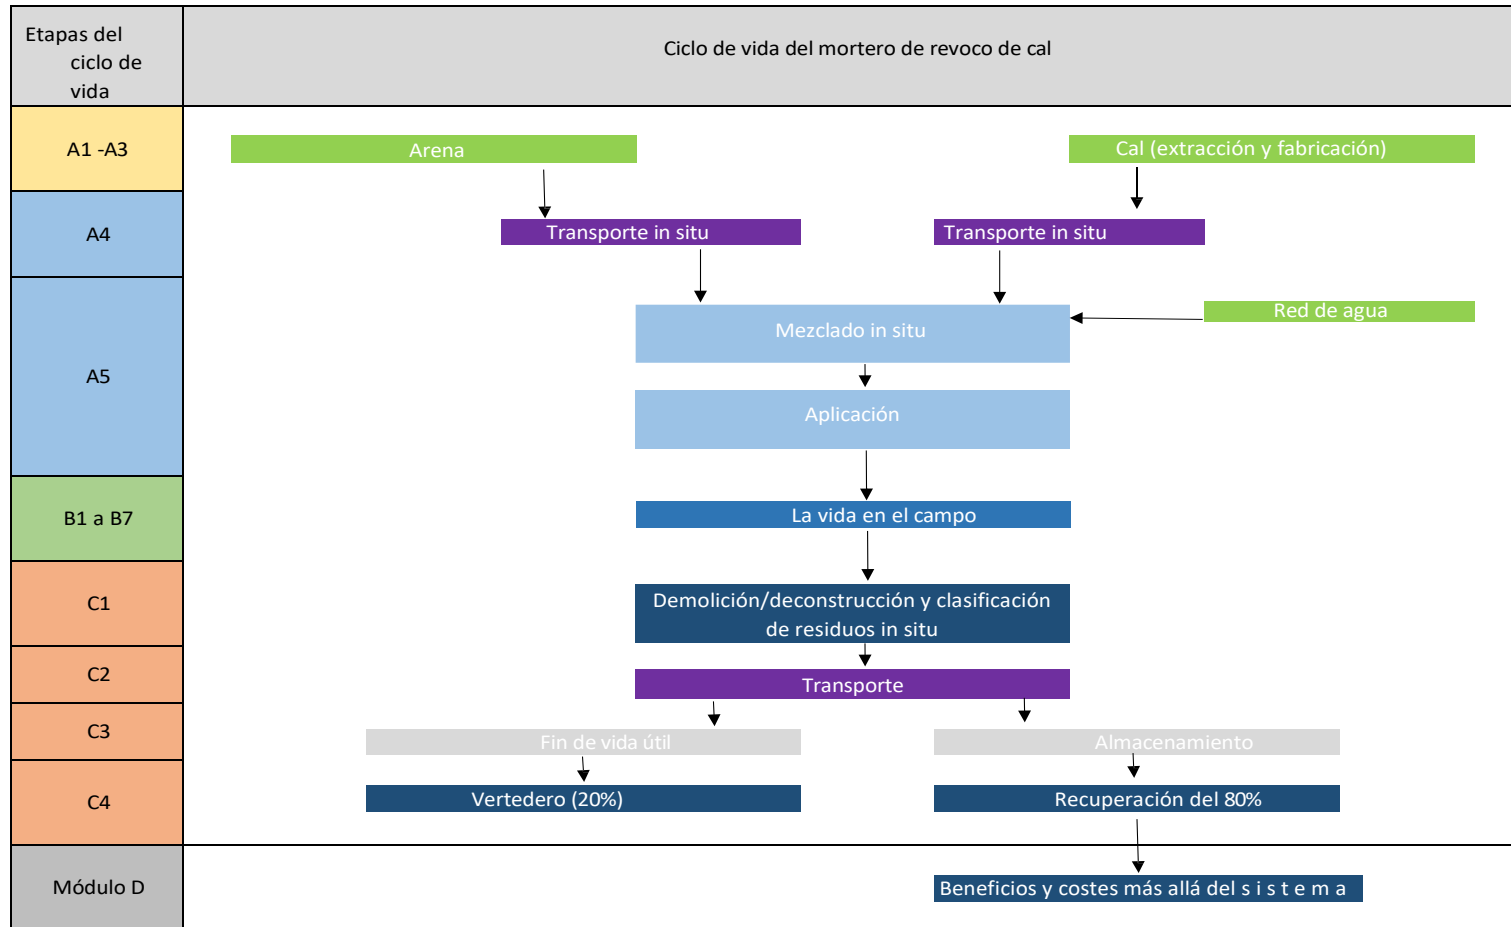 Etapas del
ciclo de
vida
Ciclo de vida del mortero de revoco de cal
A1 -A3
Arena
Cal (extracción y fabricación)
A4
Transporte in situ
Transporte in situ
A5
Mezclado in situ
Red de agua
Aplicación
B1 a B7
La vida en el campo
C1
Demolición/deconstrucción y clasificación
de residuos in situ
C2
Transporte
C3
Fin de vida útil
Almacenamiento
C4
Vertedero (20%)
Recuperación del 80%
Módulo D
Beneficios y costes más allá del s i s t e m a